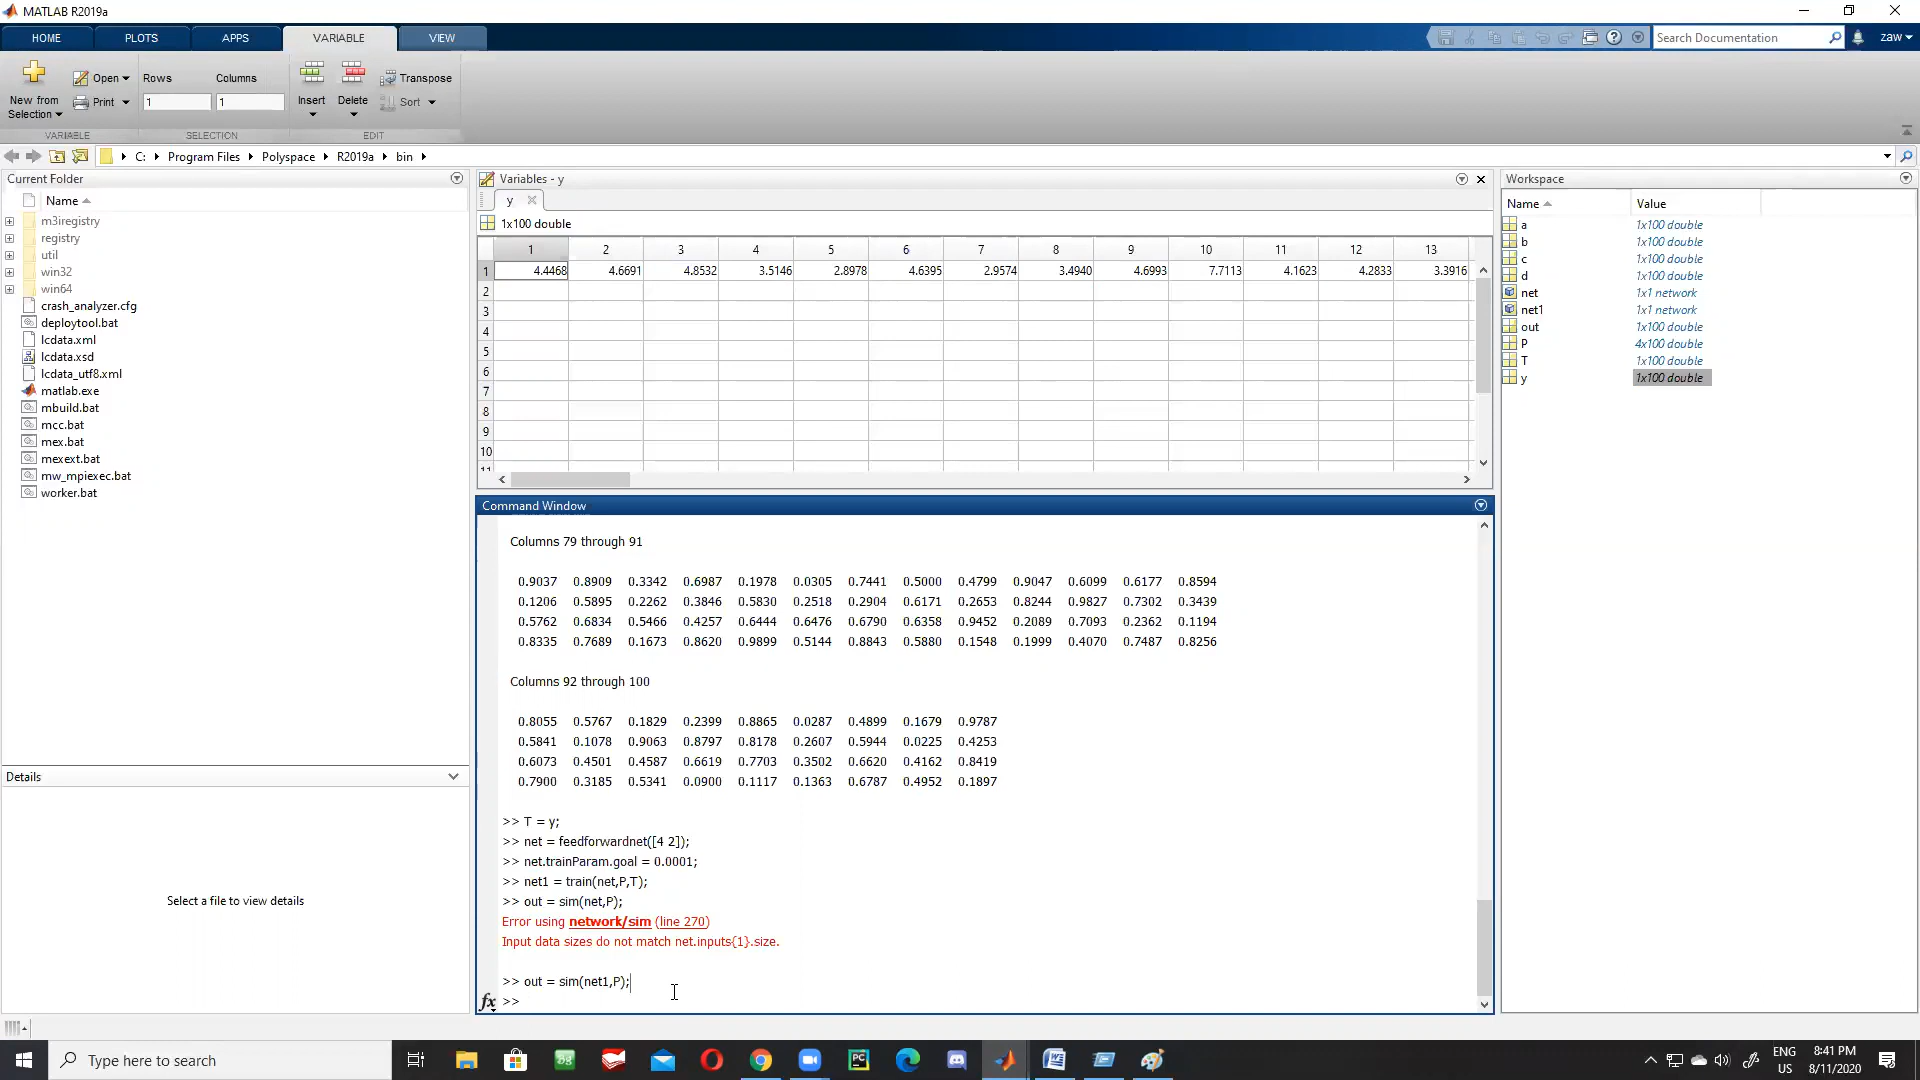 MATLAB R2019a
HOME PLOTS APPS VARIABLE VIEW
Search Documentation
zaw
New from Selection
Open
Print
Rows
Columns
1 1
Insert
Delete
Transpose
Sort
VARIABLE SELECTION EDIT
C: Program Files Polyspace R2019a bin
Current Folder
Name
m3iregistry
registry
util
win32
win64
crash_analyzer.cfg
deploytool.bat
lcdata.xml
lcdata.xsd
lcdata_utf8.xml
matlab.exe
mbuild.bat
mcc.bat
mex.bat
mexext.bat
mw_mpiexec.bat
worker.bat
Details
Select a file to view details
Variables - y
y
1x100 double
1 2 3 4 5 6 7 8 9 10 11 12 13
1 4.4468 4.6691 4.8532 3.5146 2.8978 4.6395 2.9574 3.4940 4.6993 7.7113 4.1623 4.2833 3.3916
2
3
4
5
6
7
8
9
10
11
Command Window
Columns 79 through 91
0.9037 0.8909 0.3342 0.6987 0.1978 0.0305 0.7441 0.5000 0.4799 0.9047 0.6099 0.6177 0.8594
0.1206 0.5895 0.2262 0.3846 0.5830 0.2518 0.2904 0.6171 0.2653 0.8244 0.9827 0.7302 0.3439
0.5762 0.6834 0.5466 0.4257 0.6444 0.6476 0.6790 0.6358 0.9452 0.2089 0.7093 0.2362 0.1194
0.8335 0.7689 0.1673 0.8620 0.9899 0.5144 0.8843 0.5880 0.1548 0.1999 0.4070 0.7487 0.8256
Columns 92 through 100
0.8055 0.5767 0.1829 0.2399 0.8865 0.0287 0.4899 0.1679 0.9787
0.5841 0.1078 0.9063 0.8797 0.8178 0.2607 0.5944 0.0225 0.4253
0.6073 0.4501 0.4587 0.6619 0.7703 0.3502 0.6620 0.4162 0.8419
0.7900 0.3185 0.5341 0.0900 0.1117 0.1363 0.6787 0.4952 0.1897
>> T = y;
>> net = feedforwardnet([4 2]);
>> net.trainParam.goal = 0.0001;
>> net1 = train(net,P,T);
>> out = sim(net,P);
Error using network/sim (line 270)
Input data sizes do not match net.inputs{1}.size.
>> out = sim(net1,P);
fx >>
Workspace
Name Value
a 1x100 double
b 1x100 double
c 1x100 double
d 1x100 double
net 1x1 network
net1 1x1 network
out 1x100 double
P 4x100 double
T 1x100 double
y 1x100 double
Type here to search
ENG
US
8:41 PM
8/11/2020